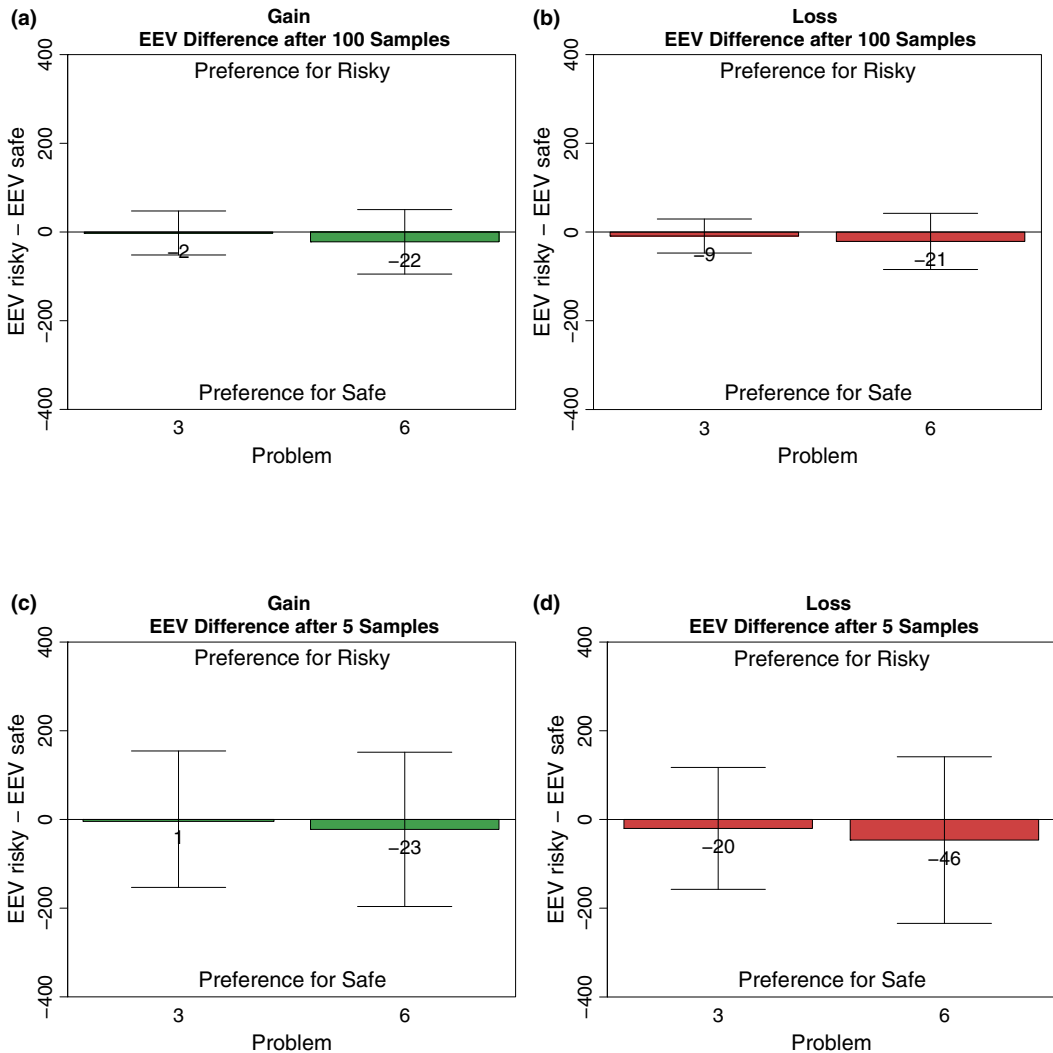 (a)
Gain
EEV Difference after 100 Samples
400
200
0
−200
−400
EEV risky − EEV safe
Preference for Risky
−2
−22
Preference for Safe
3
6
Problem
(b)
Loss
EEV Difference after 100 Samples
400
200
0
−200
−400
EEV risky − EEV safe
Preference for Risky
−9
−21
Preference for Safe
3
6
Problem
(c)
Gain
EEV Difference after 5 Samples
400
200
0
−200
−400
EEV risky − EEV safe
Preference for Risky
1
−23
Preference for Safe
3
6
Problem
(d)
Loss
EEV Difference after 5 Samples
400
200
0
−200
−400
EEV risky − EEV safe
Preference for Risky
−20
−46
Preference for Safe
3
6
Problem